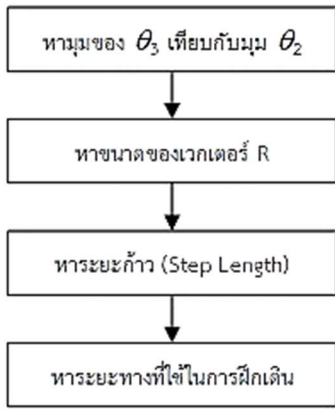 หามุมของ θ₃ เทียบกับมุม θ₂
หาขนาดของเวกเตอร์ R
หาระยะก้าว (Step Length)
หาระยะทางที่ใช้ในการฝึกเดิน